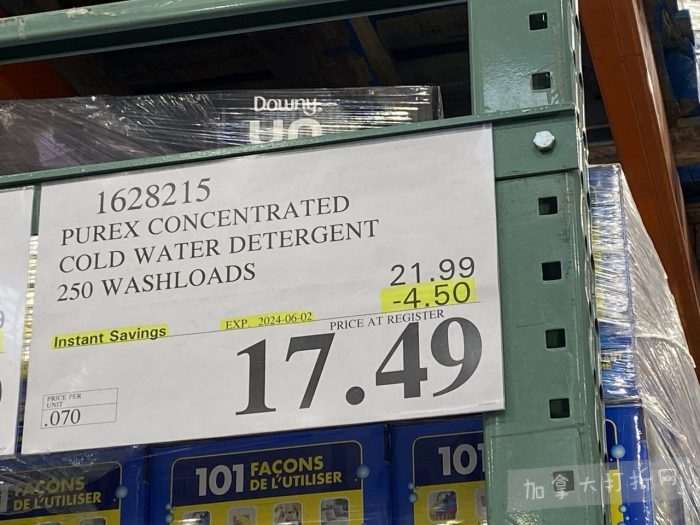 Downy
1628215
PUREX CONCENTRATED
COLD WATER DETERGENT
250 WASHLOADS
21.99
-4.50
Instant Savings
EXP 2024-06-02
PRICE AT REGISTER
17.49
PRICE PER
UNIT
.070
101 FAÇONS
DE L'UTILISER
FAÇONS
DE L'UTILISER
101
加拿大打折网